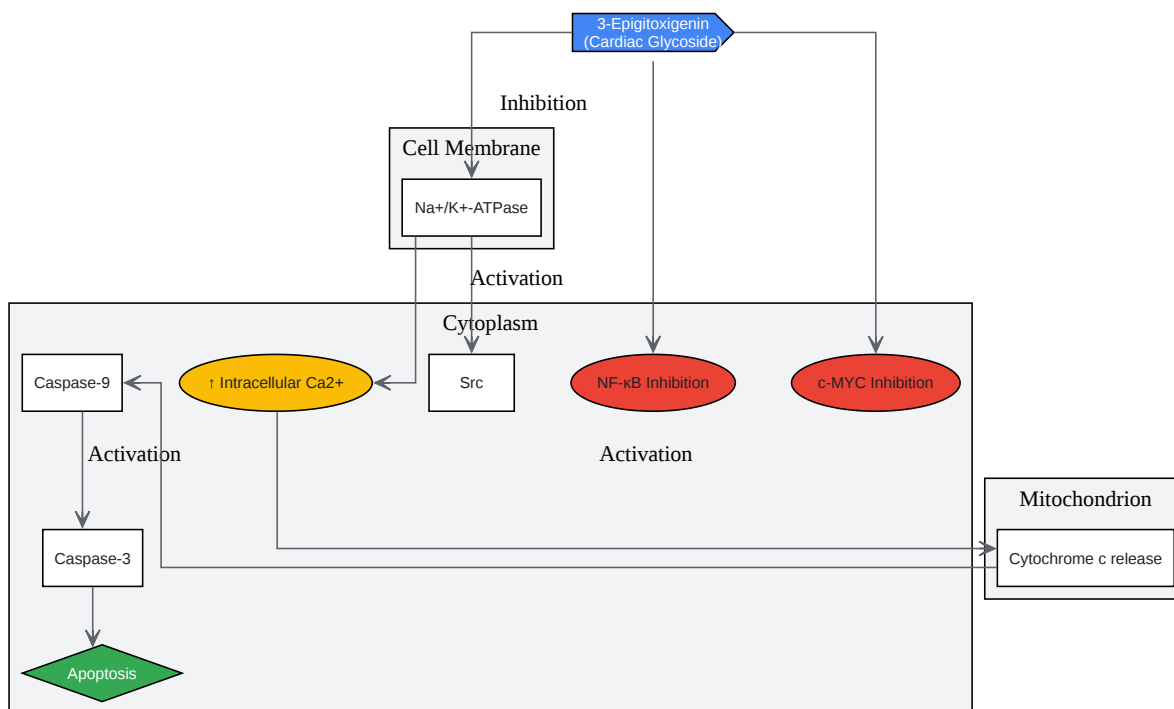 3-Epigitoxigenin
(Cardiac Glycoside)
Inhibition
Cell Membrane
Na+/K+-ATPase
Activation
Cytoplasm
Caspase-9
↑ Intracellular Ca2+
Src
NF-κB Inhibition
c-MYC Inhibition
Activation
Activation
Mitochondrion
Caspase-3
Cytochrome c release
Apoptosis